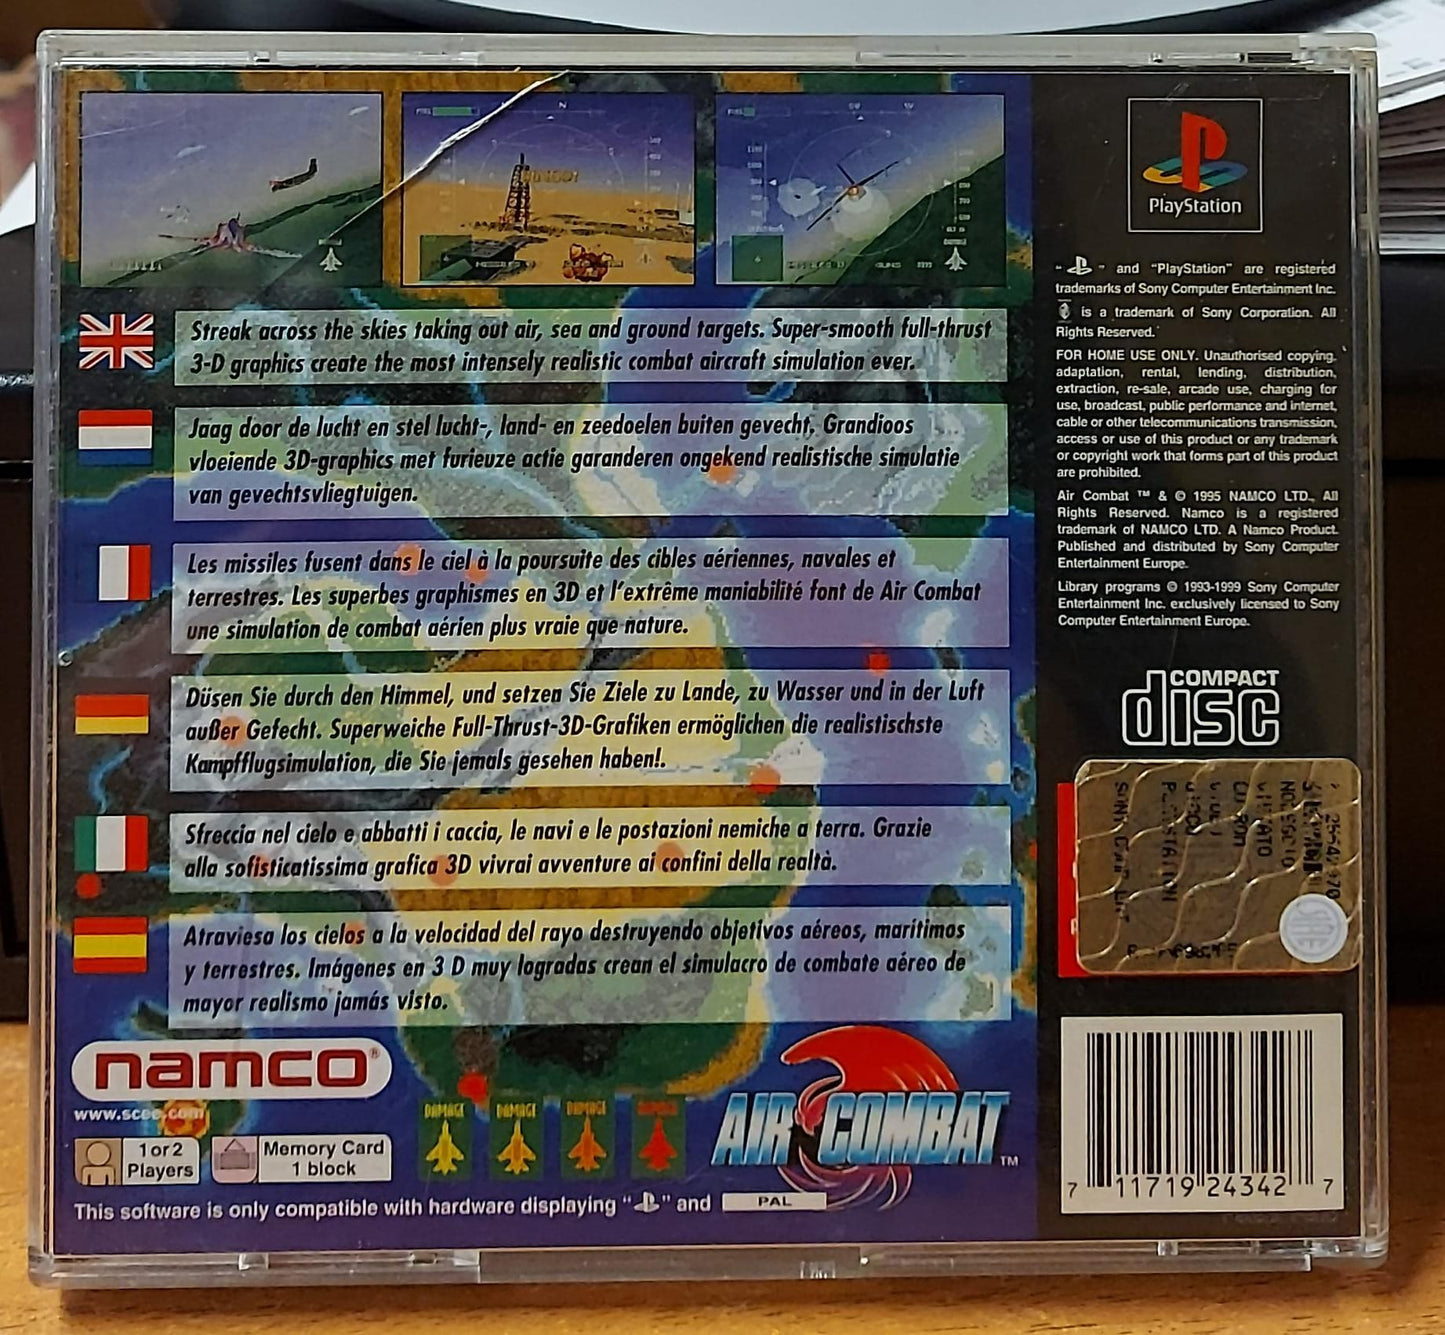 Streak across the skies taking out air, sea and ground targets. Super-smooth full-thrust
3-D graphics create the most intensely realistic combat aircraft simulation ever.
Jaag door de lucht en stel lucht-, land- en zeedoelen buiten gevecht. Grandioos
vloeiende 3D-graphics met furieuze actie garanderen ongekend realistische simulatie
van gevechtsvliegtuigen.
Les missiles fusent dans le ciel à la poursuite des cibles aériennes, navales et
terrestres. Les superbes graphismes en 3D et l'extrême maniabilité font de Air Combat
une simulation de combat aérien plus vraie que nature.
Düsen Sie durch den Himmel, und setzen Sie Ziele zu Lande, zu Wasser und in der Luft
außer Gefecht. Superweiche Full-Thrust-3D-Grafiken ermöglichen die realistischste
Kampfflugsimulation, die Sie jemals gesehen haben!.
Sfreccia nel cielo e abbatti i caccia, le navi e le postazioni nemiche a terra. Grazie
alla sofisticatissima grafica 3D vivrai avventure ai confini della realtà.
Atraviesa los cielos a la velocidad del rayo destruyendo objetivos aéreos, marítimos
y terrestres. Imágenes en 3 D muy logradas crean el simulacro de combate aéreo de
mayor realismo jamás visto.
namco®
www.scee.com
1 or 2
Players
Memory Card
1 block
DAMAGE DAMAGE DAMAGE
AIR COMBAT™
This software is only compatible with hardware displaying " " and PAL
PlayStation
" " and "PlayStation" are registered
trademarks of Sony Computer Entertainment Inc.
is a trademark of Sony Corporation. All
Rights Reserved.
FOR HOME USE ONLY. Unauthorised copying,
adaptation, rental, lending, distribution,
extraction, re-sale, arcade use, charging for
use, broadcast, public performance and internet,
cable or other telecommunications transmission,
access or use of this product or any trademark
or copyright work that forms part of this product
are prohibited.
Air Combat ™ & © 1995 NAMCO LTD., All
Rights Reserved. Namco is a registered
trademark of NAMCO LTD. A Namco Product.
Published and distributed by Sony Computer
Entertainment Europe.
Library programs © 1993-1999 Sony Computer
Entertainment Inc. exclusively licensed to Sony
Computer Entertainment Europe.
COMPACT
disc
SIAE
7 11719 24342 7